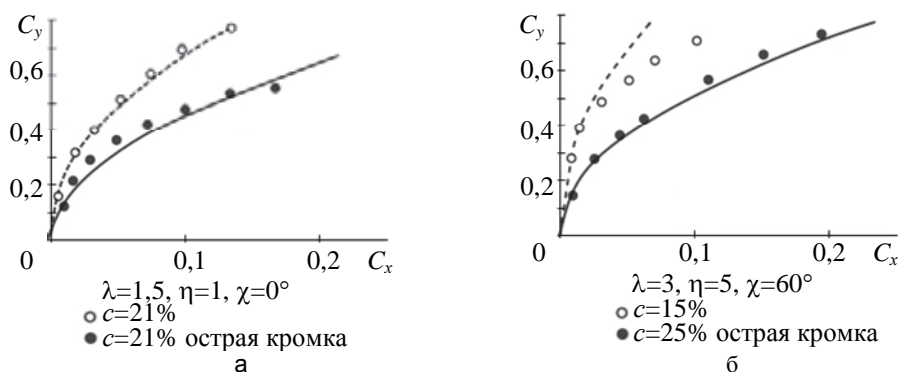 C_y
0,6
0,4
0,2
0
0,1
0,2
C_x
λ=1,5, η=1, χ=0°
c=21%
c=21% острая кромка
а
C_y
0,6
0,4
0,2
0
0,1
0,2
C_x
λ=3, η=5, χ=60°
c=15%
c=25% острая кромка
б